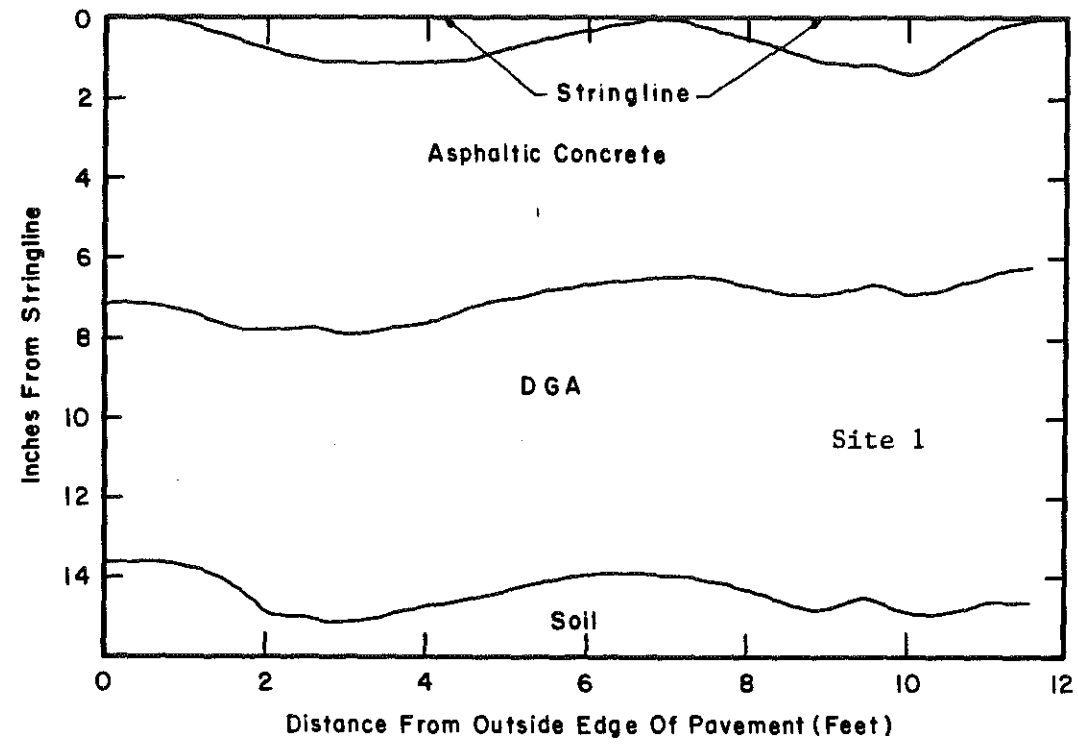 0
2
4
6
8
10
12
14
Inches From Stringline
Stringline
Asphaltic Concrete
DGA
Site 1
Soil
0 2 4 6 8 10 12
Distance From Outside Edge Of Pavement (Feet)